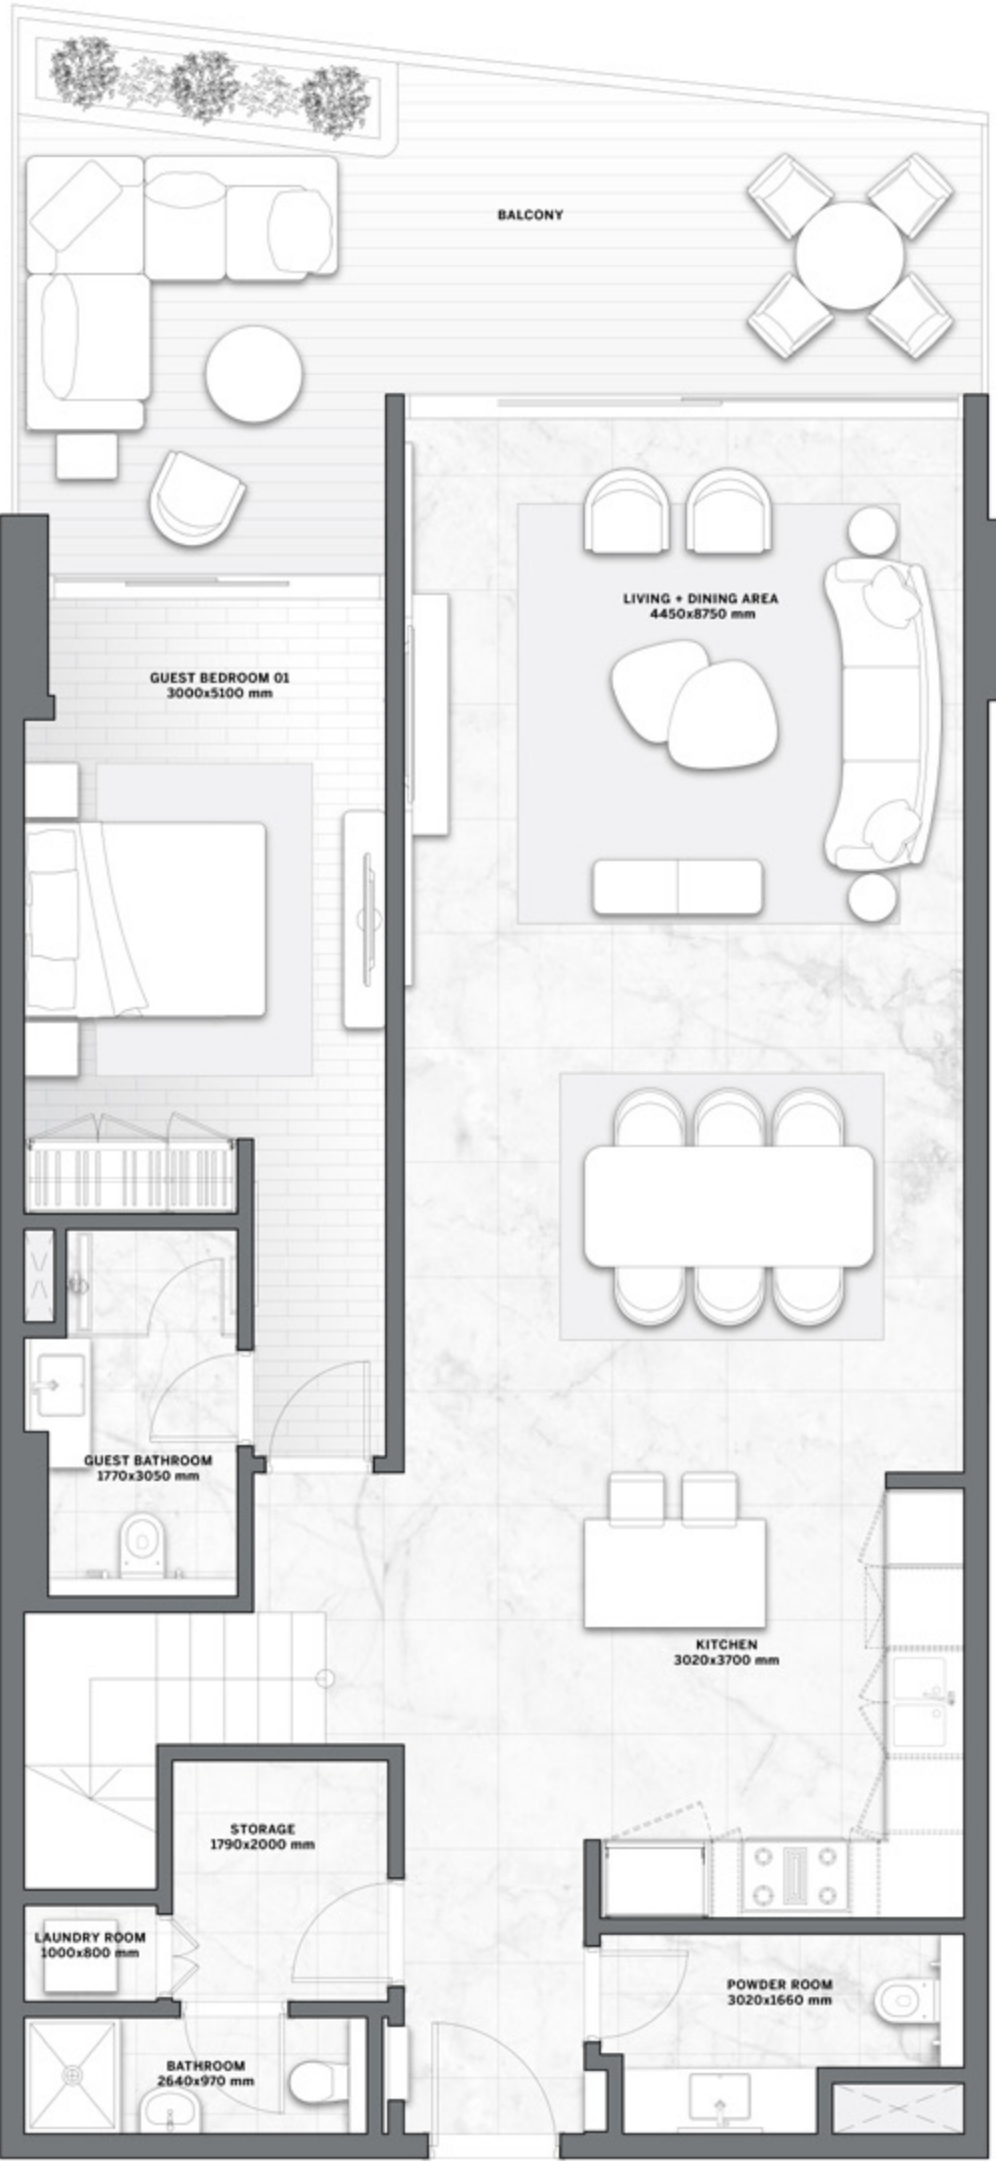 BALCONY
LIVING + DINING AREA
4450x8750 mm
GUEST BEDROOM 01
3000x5100 mm
GUEST BATHROOM
1770x3050 mm
KITCHEN
3020x3700 mm
STORAGE
1790x2000 mm
LAUNDRY ROOM
1000x800 mm
POWDER ROOM
3020x1660 mm
BATHROOM
2640x970 mm